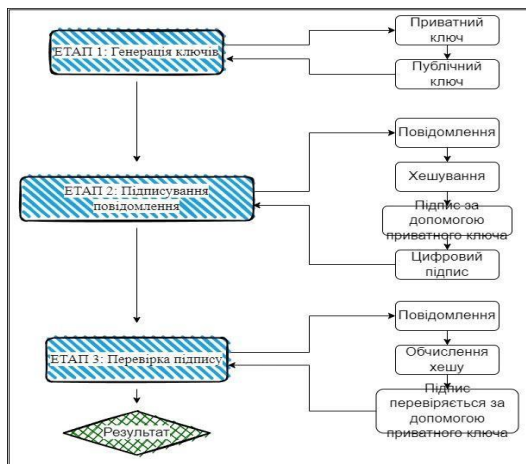 ЕТАП 1: Генерація ключів
Приватний
ключ
Публічний
ключ
ЕТАП 2: Підписування
повідомлення
Повідомлення
Хешування
Підпис за
допомогою
приватного ключа
Цифровий
підпис
ЕТАП 3: Перевірка підпису
Повідомлення
Обчислення
хешу
Підпис
перевіряється за
допомогою
приватного ключа
Результат